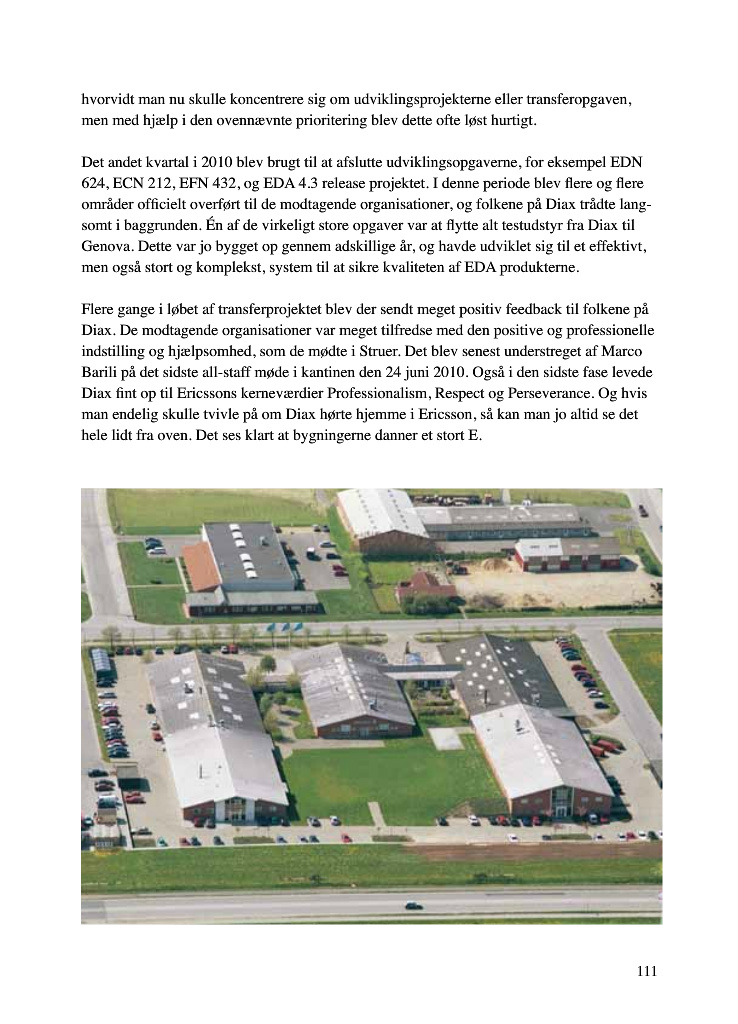 hvorvidt man nu skulle koncentrere sig om udviklingsprojekterne eller transferopgaven,
men med hjælp i den ovennævnte prioritering blev dette ofte løst hurtigt.
Det andet kvartal i 2010 blev brugt til at afslutte udviklingsopgaverne, for eksempel EDN
624, ECN 212, EFN 432, og EDA 4.3 release projektet. I denne periode blev flere og flere
områder officielt overført til de modtagende organisationer, og folkene på Diax trådte lang-
somt i baggrunden. Én af de virkeligt store opgaver var at flytte alt testudstyr fra Diax til
Genova. Dette var jo bygget op gennem adskillige år, og havde udviklet sig til et effektivt,
men også stort og komplekst, system til at sikre kvaliteten af EDA produkterne.
Flere gange i løbet af transferprojektet blev der sendt meget positiv feedback til folkene på
Diax. De modtagende organisationer var meget tilfredse med den positive og professionelle
indstilling og hjælpsomhed, som de mødte i Struer. Det blev senest understreget af Marco
Barili på det sidste all-staff møde i kantinen den 24 juni 2010. Også i den sidste fase levede
Diax fint op til Ericssons kerneværdier Professionalism, Respect og Perseverance. Og hvis
man endelig skulle tvivle på om Diax hørte hjemme i Ericsson, så kan man jo altid se det
hele lidt fra oven. Det ses klart at bygningerne danner et stort E.
111